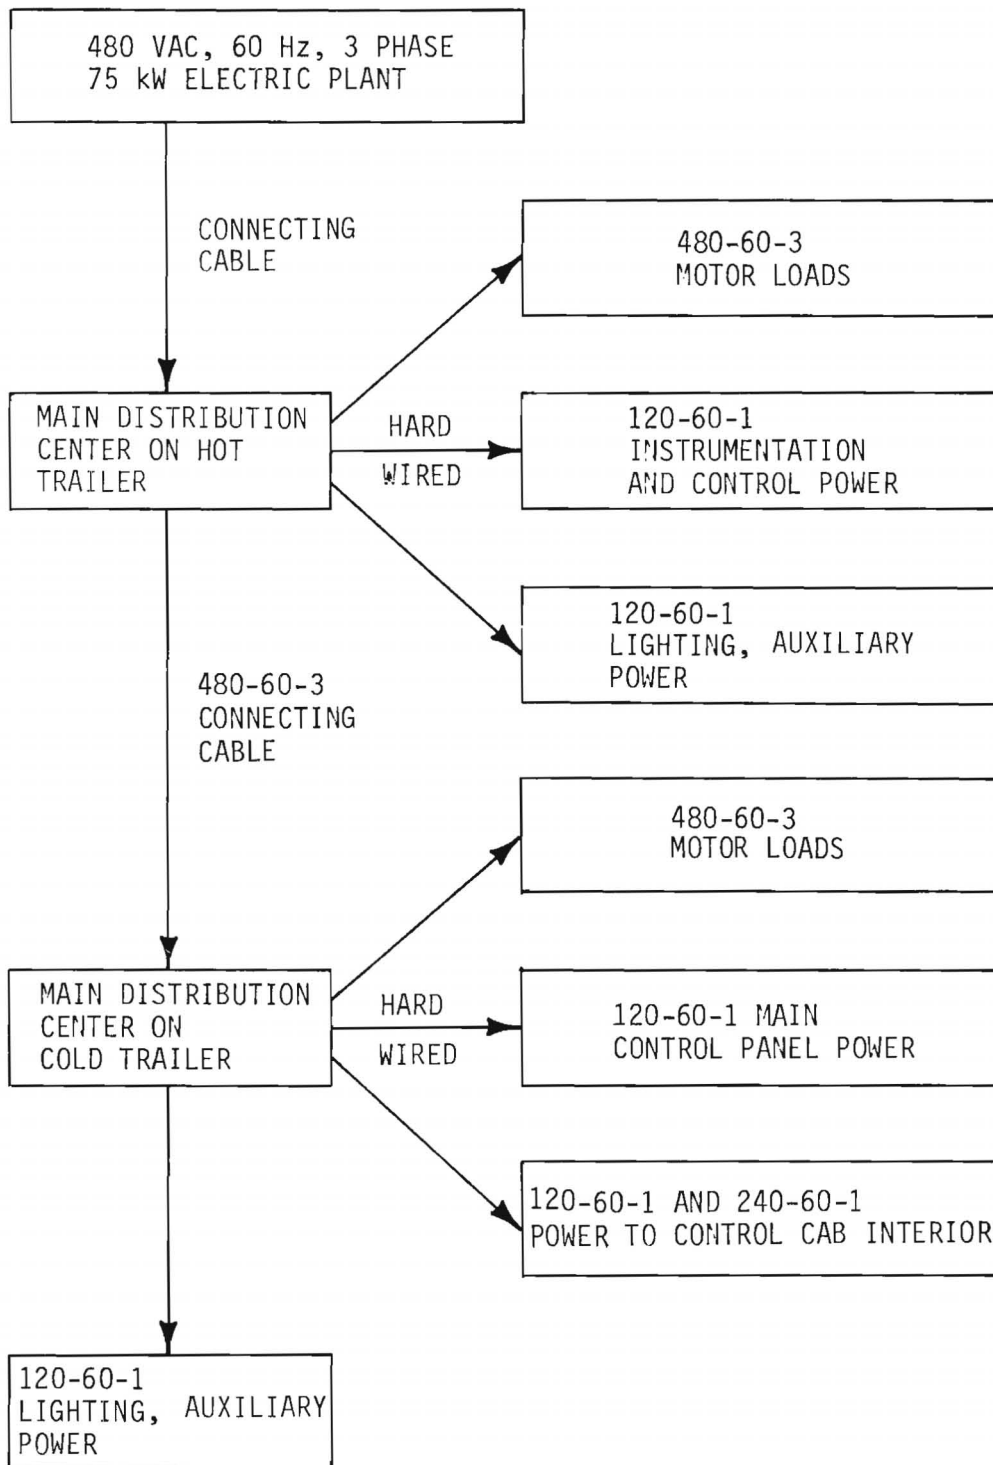 480 VAC, 60 Hz, 3 PHASE
75 kW ELECTRIC PLANT
CONNECTING
CABLE
480-60-3
MOTOR LOADS
MAIN DISTRIBUTION
CENTER ON HOT
TRAILER
HARD
WIRED
120-60-1
INSTRUMENTATION
AND CONTROL POWER
120-60-1
LIGHTING, AUXILIARY
POWER
480-60-3
CONNECTING
CABLE
480-60-3
MOTOR LOADS
MAIN DISTRIBUTION
CENTER ON
COLD TRAILER
HARD
WIRED
120-60-1 MAIN
CONTROL PANEL POWER
120-60-1 AND 240-60-1
POWER TO CONTROL CAB INTERIOR
120-60-1
LIGHTING, AUXILIARY
POWER